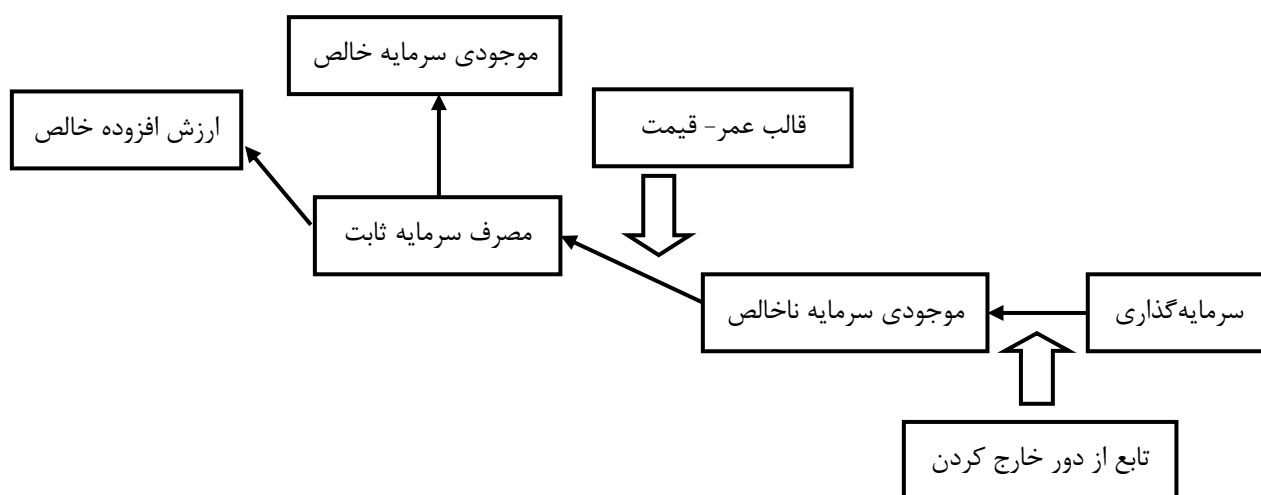 موجودی سرمایه خالص
قالب عمر- قیمت
ارزش افزوده خالص
مصرف سرمایه ثابت
سرمایه‌گذاری
موجودی سرمایه ناخالص
تابع از دور خارج کردن